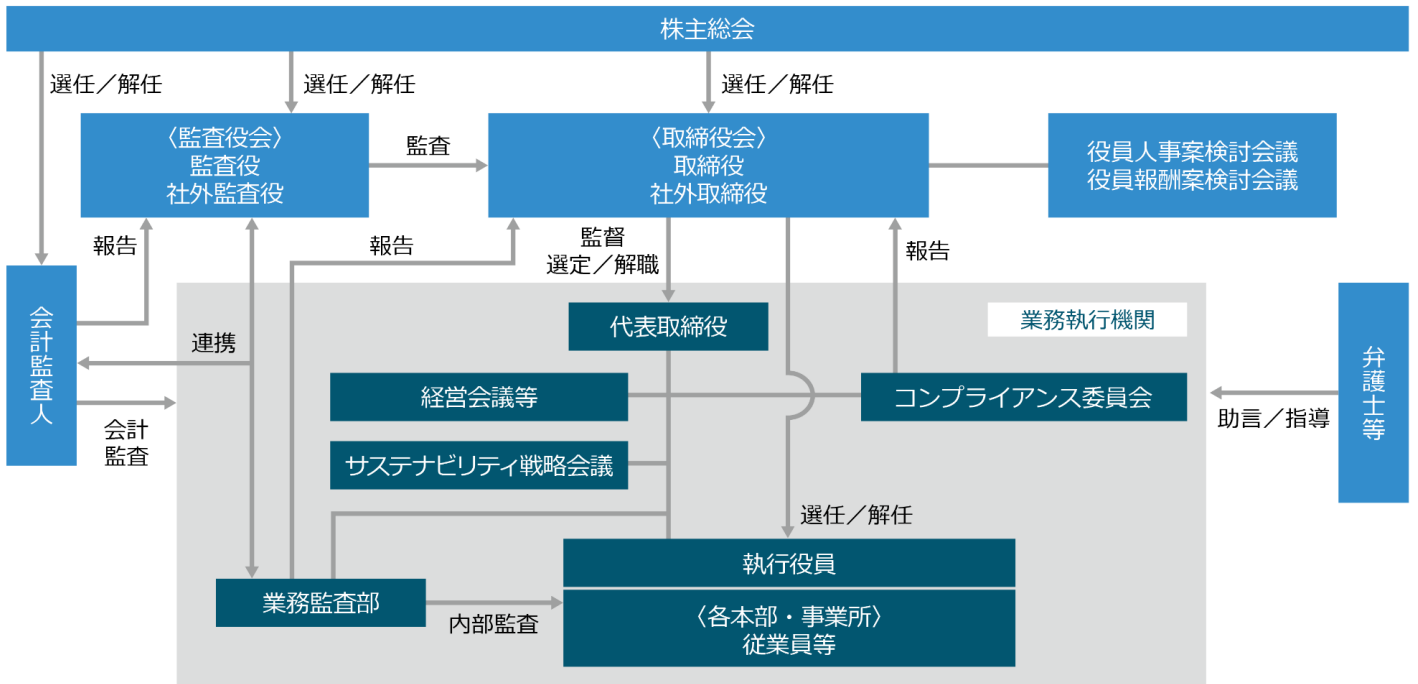 株主総会
選任／解任
選任／解任
選任／解任
〈監査役会〉
監査役
社外監査役
監査
〈取締役会〉
取締役
社外取締役
役員人事案検討会議
役員報酬案検討会議
報告
報告
監督
選定／解職
報告
会計監査人
代表取締役
業務執行機関
弁護士等
連携
経営会議等
コンプライアンス委員会
助言／指導
会計
監査
サステナビリティ戦略会議
選任／解任
執行役員
業務監査部
内部監査
〈各本部・事業所〉
従業員等